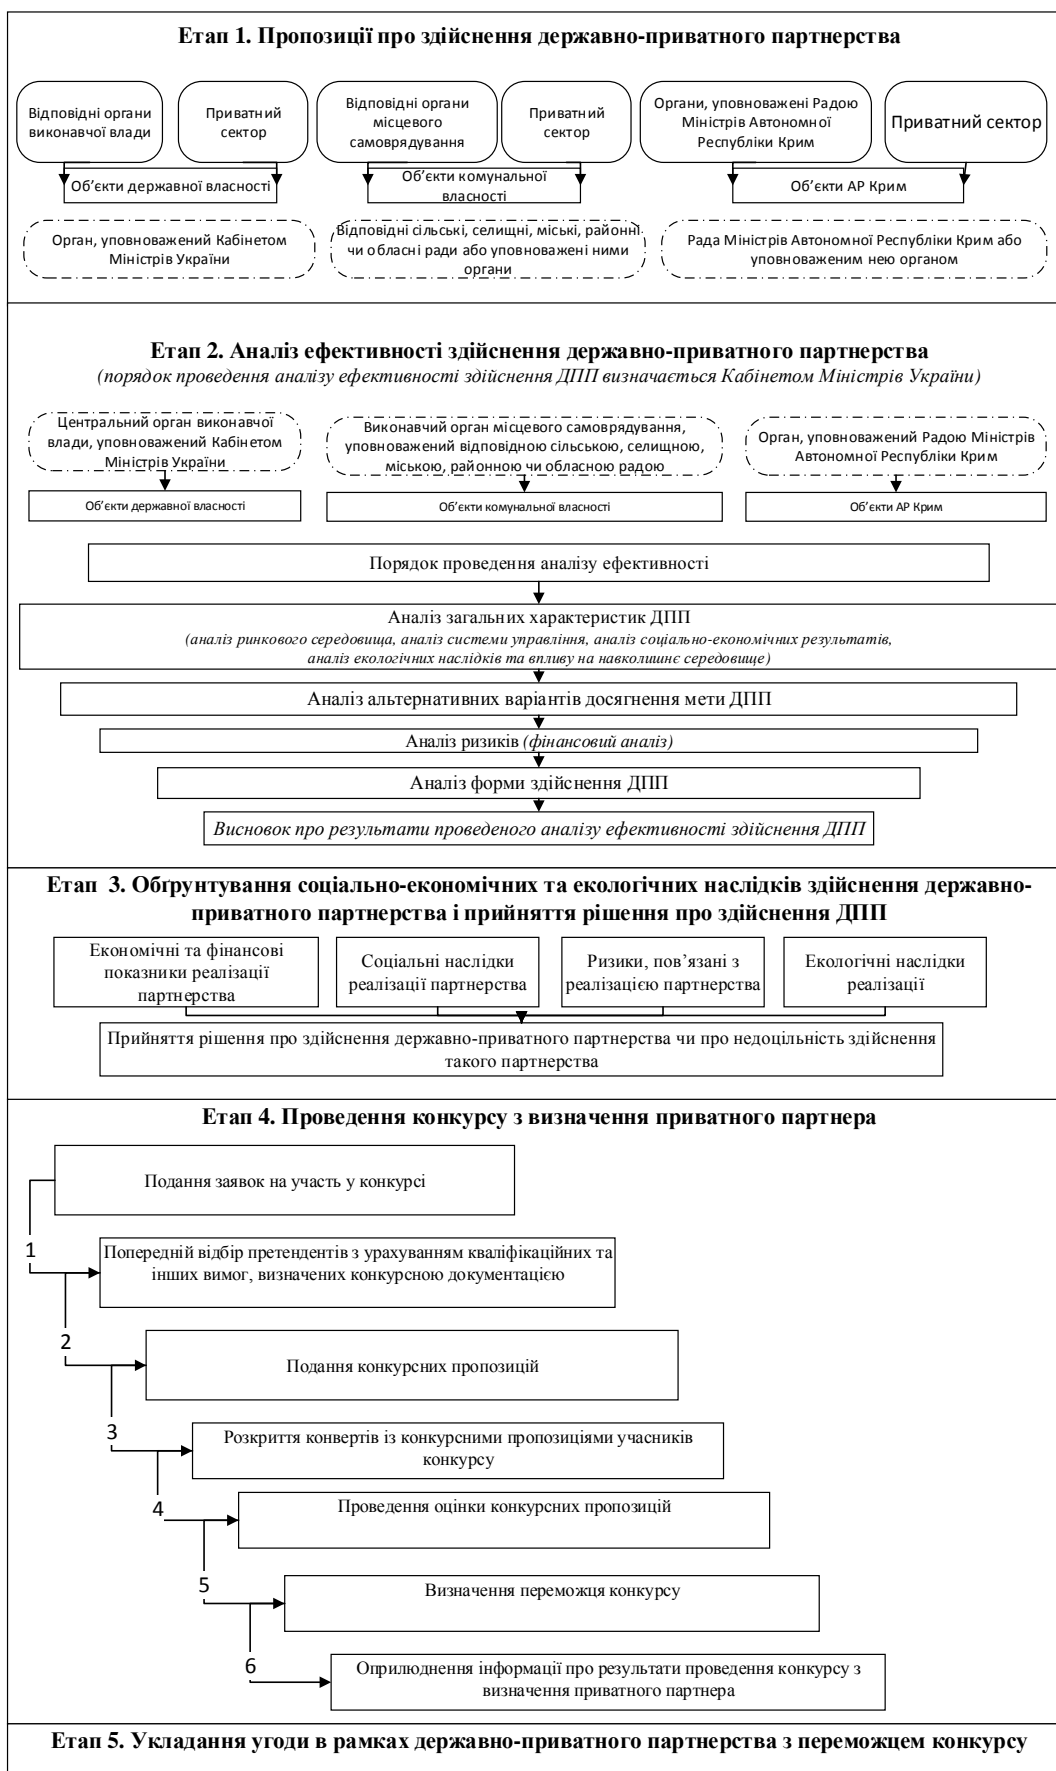 Етап 1. Пропозиції про здійснення державно-приватного партнерства
Відповідні органи
виконавчої влади
Приватний
сектор
Відповідні органи
місцевого
самоврядування
Приватний
сектор
Органи, уповноважені Радою
Міністрів Автономної
Республіки Крим
Приватний сектор
Об’єкти державної власності
Об’єкти комунальної
власності
Об’єкти АР Крим
Орган, уповноважений Кабінетом
Міністрів України
Відповідні сільські, селищні, міські, районні
чи обласні ради або уповноважені ними
органи
Рада Міністрів Автономної Республіки Крим або
уповноваженим нею органом
Етап 2. Аналіз ефективності здійснення державно-приватного партнерства
(порядок проведення аналізу ефективності здійснення ДПП визначається Кабінетом Міністрів України)
Центральний орган виконавчої
влади, уповноважений Кабінетом
Міністрів України
Виконавчий орган місцевого самоврядування,
уповноважений відповідною сільською, селищною,
міською, районною чи обласною радою
Орган, уповноважений Радою Міністрів
Автономної Республіки Крим
Об’єкти державної власності
Об’єкти комунальної власності
Об’єкти АР Крим
Порядок проведення аналізу ефективності
Аналіз загальних характеристик ДПП
(аналіз ринкового середовища, аналіз системи управління, аналіз соціально-економічних результатів,
аналіз екологічних наслідків та впливу на навколишнє середовище)
Аналіз альтернативних варіантів досягнення мети ДПП
Аналіз ризиків (фінансовий аналіз)
Аналіз форми здійснення ДПП
Висновок про результати проведеного аналізу ефективності здійснення ДПП
Етап 3. Обґрунтування соціально-економічних та екологічних наслідків здійснення державно-
приватного партнерства і прийняття рішення про здійснення ДПП
Економічні та фінансові
показники реалізації
партнерства
Соціальні наслідки
реалізації партнерства
Ризики, пов’язані з
реалізацією партнерства
Екологічні наслідки
реалізації
Прийняття рішення про здійснення державно-приватного партнерства чи про недоцільність здійснення
такого партнерства
Етап 4. Проведення конкурсу з визначення приватного партнера
Подання заявок на участь у конкурсі
1
Попередній відбір претендентів з урахуванням кваліфікаційних та
інших вимог, визначених конкурсною документацією
2
Подання конкурсних пропозицій
3
Розкриття конвертів із конкурсними пропозиціями учасників
конкурсу
4
Проведення оцінки конкурсних пропозицій
5
Визначення переможця конкурсу
6
Оприлюднення інформації про результати проведення конкурсу з
визначення приватного партнера
Етап 5. Укладання угоди в рамках державно-приватного партнерства з переможцем конкурсу